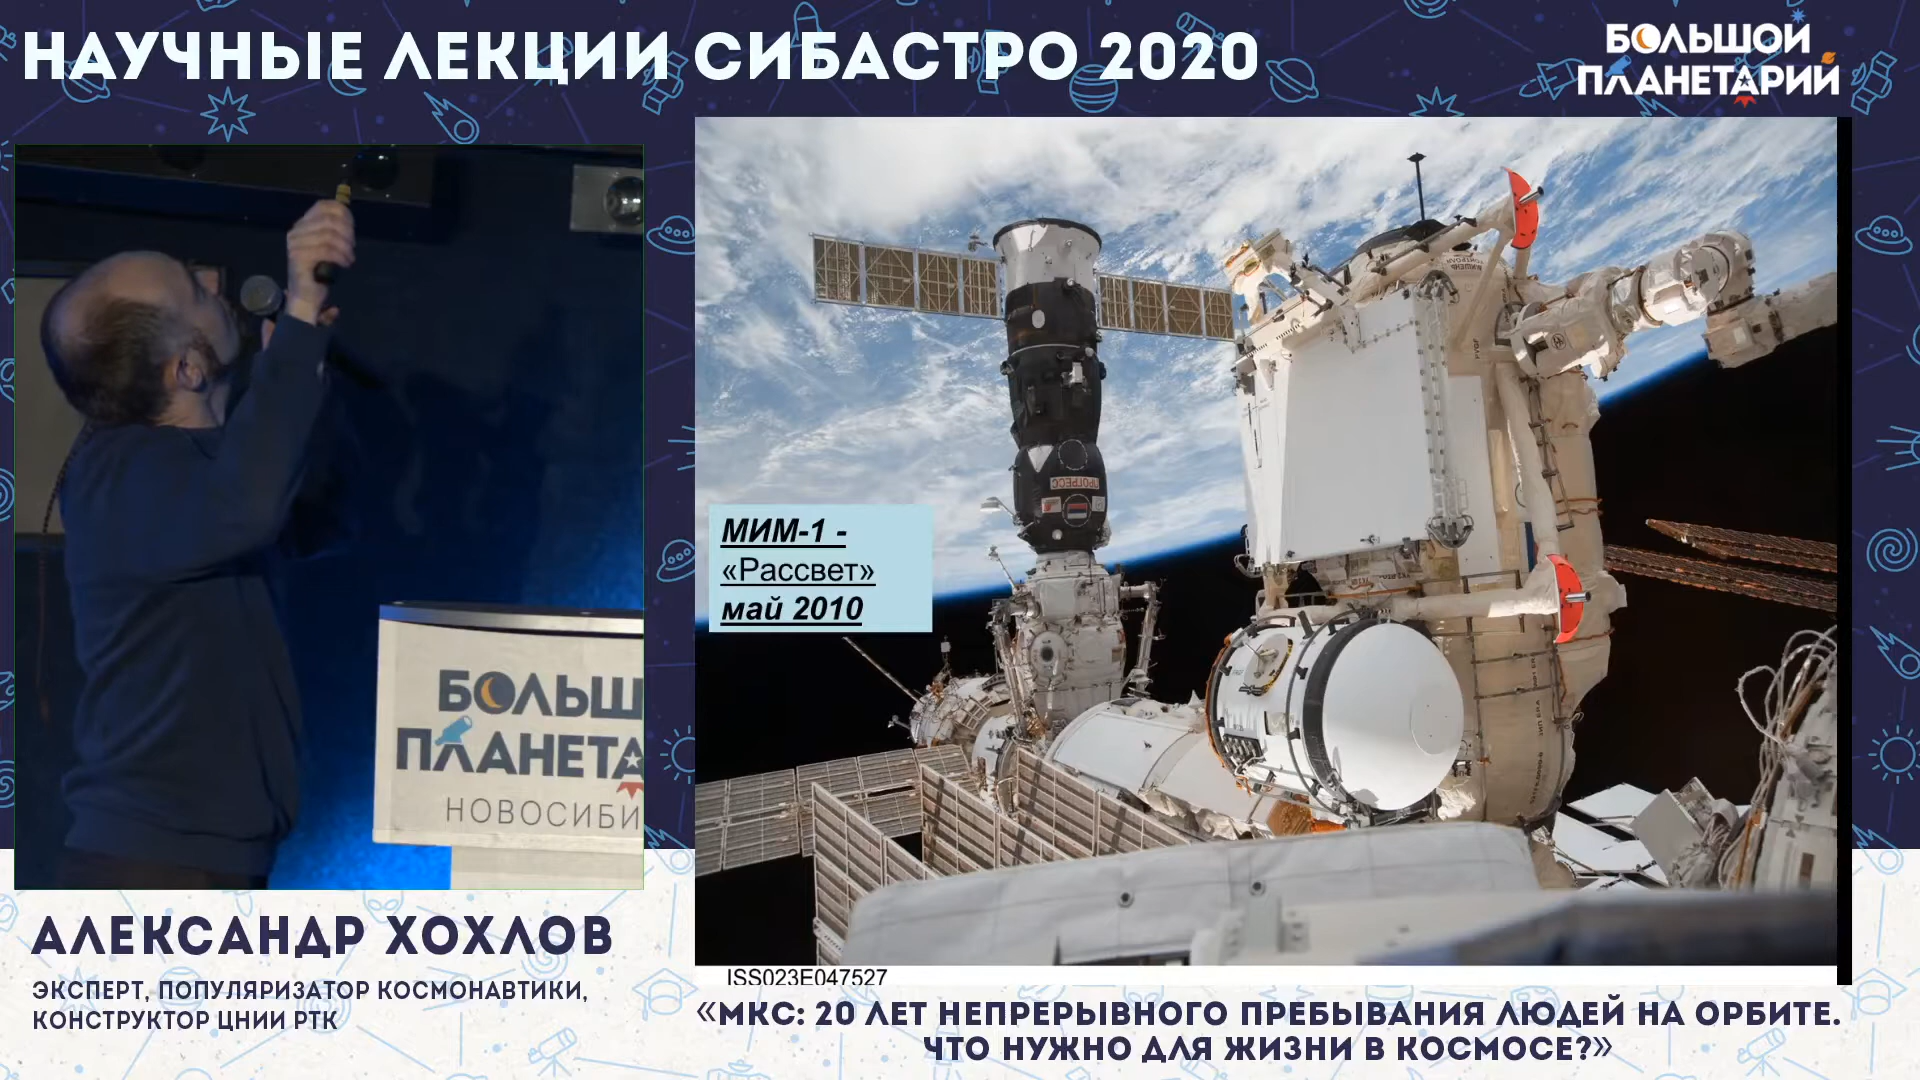 НАУЧНЫЕ ЛЕКЦИИ СИБАСТРО 2020
БОЛЬШОЙ
ПЛАНЕТАРИЙ
МИМ-1 -
«Рассвет»
май 2010
ПРОГРЕСС
БОЛЬШ
ПЛАНЕТА
НОВОСИБИ
ISS023E047527
АЛЕКСАНДР ХОХЛОВ
ЭКСПЕРТ, ПОПУЛЯРИЗАТОР КОСМОНАВТИКИ,
КОНСТРУКТОР ЦНИИ РТК
«МКС: 20 ЛЕТ НЕПРЕРЫВНОГО ПРЕБЫВАНИЯ ЛЮДЕЙ НА ОРБИТЕ.
ЧТО НУЖНО ДЛЯ ЖИЗНИ В КОСМОСЕ?»